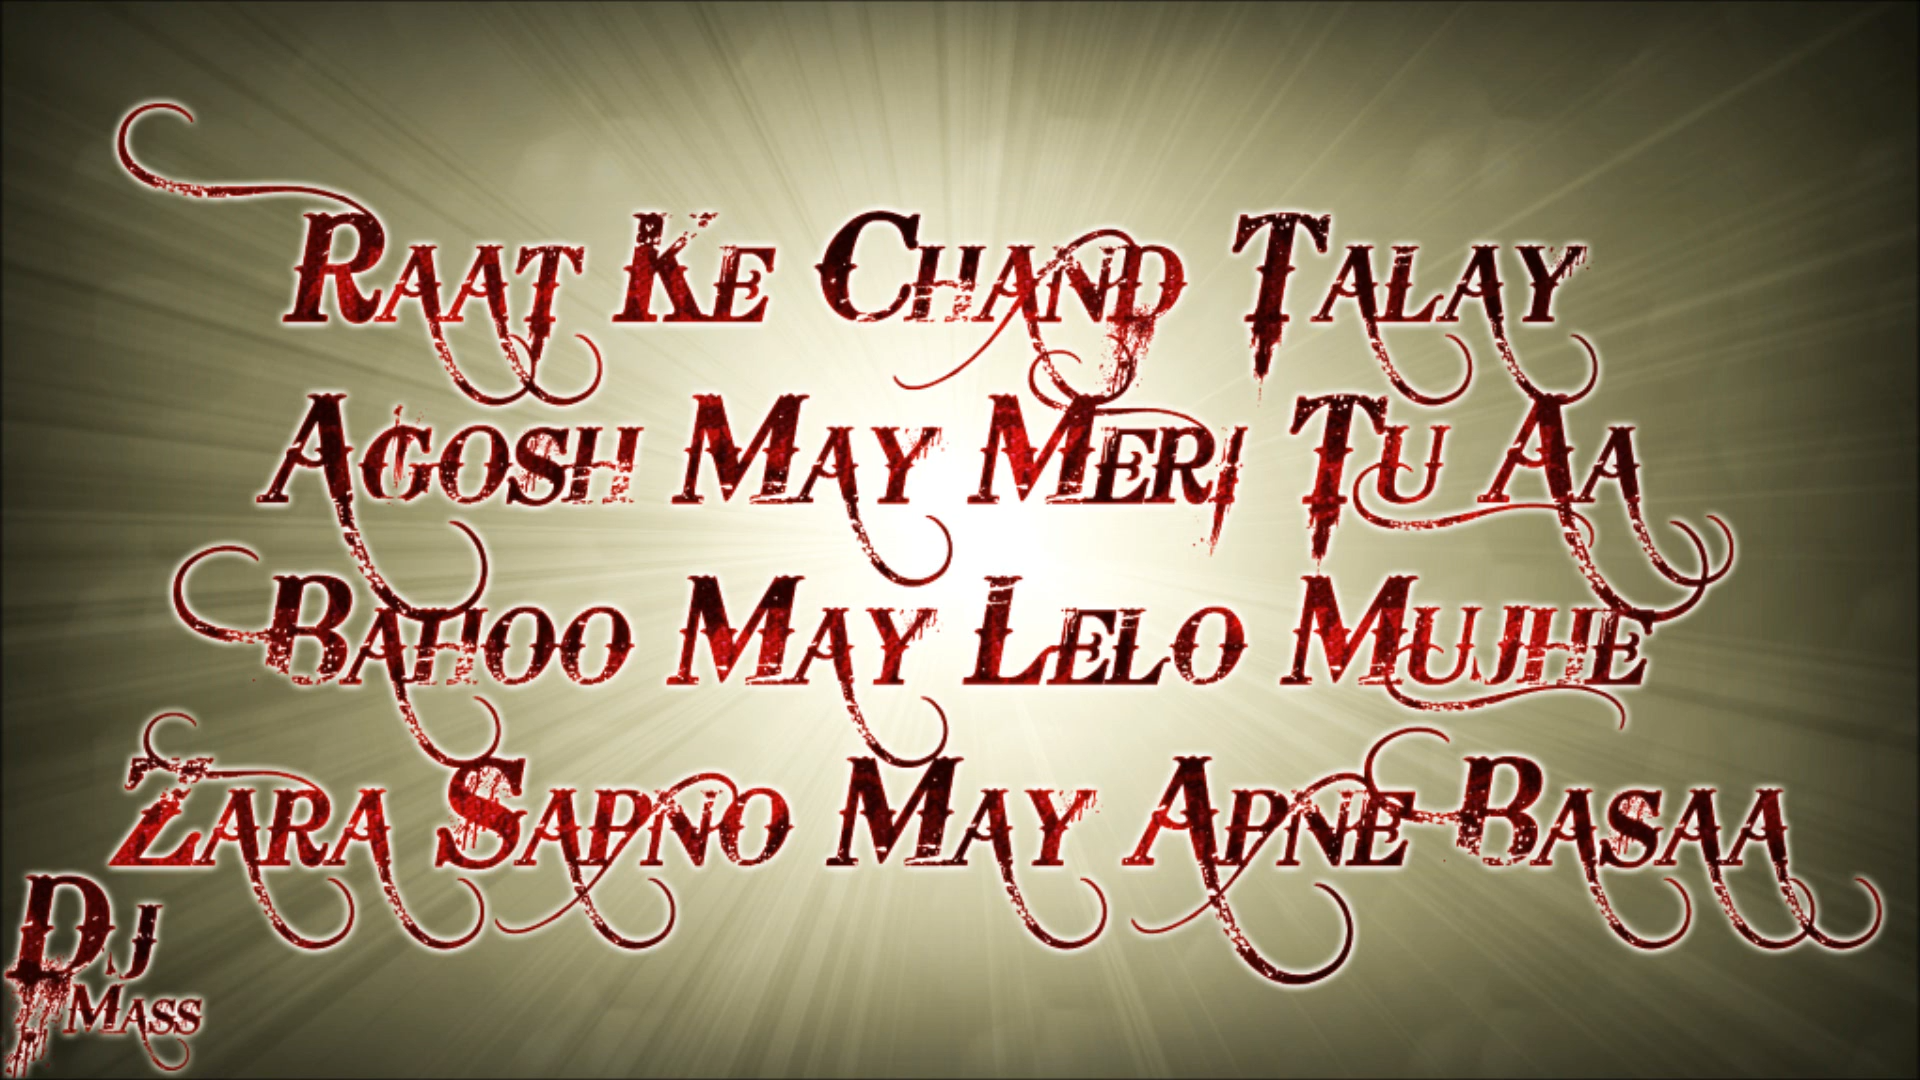 Raat Ke Chand Talay
Agosh May Meri Tu Aa
Bahoo May Lelo Mujhe
Zara Sapno May Apne Basaa
Dj
Mass